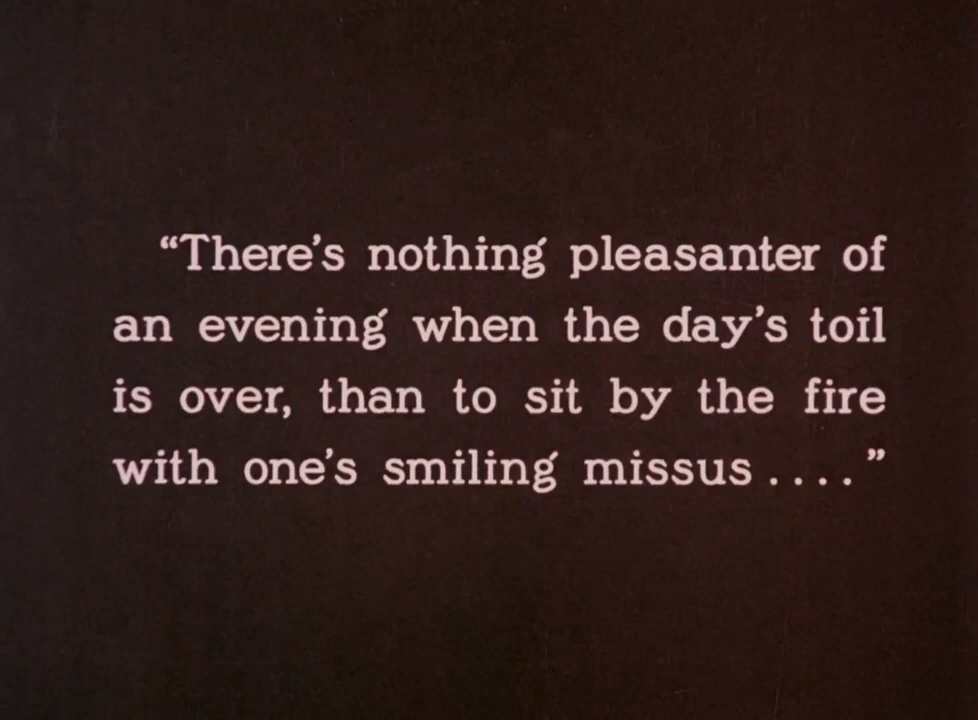 “There’s nothing pleasanter of
an evening when the day’s toil
is over, than to sit by the fire
with one’s smiling missus . . . . ”